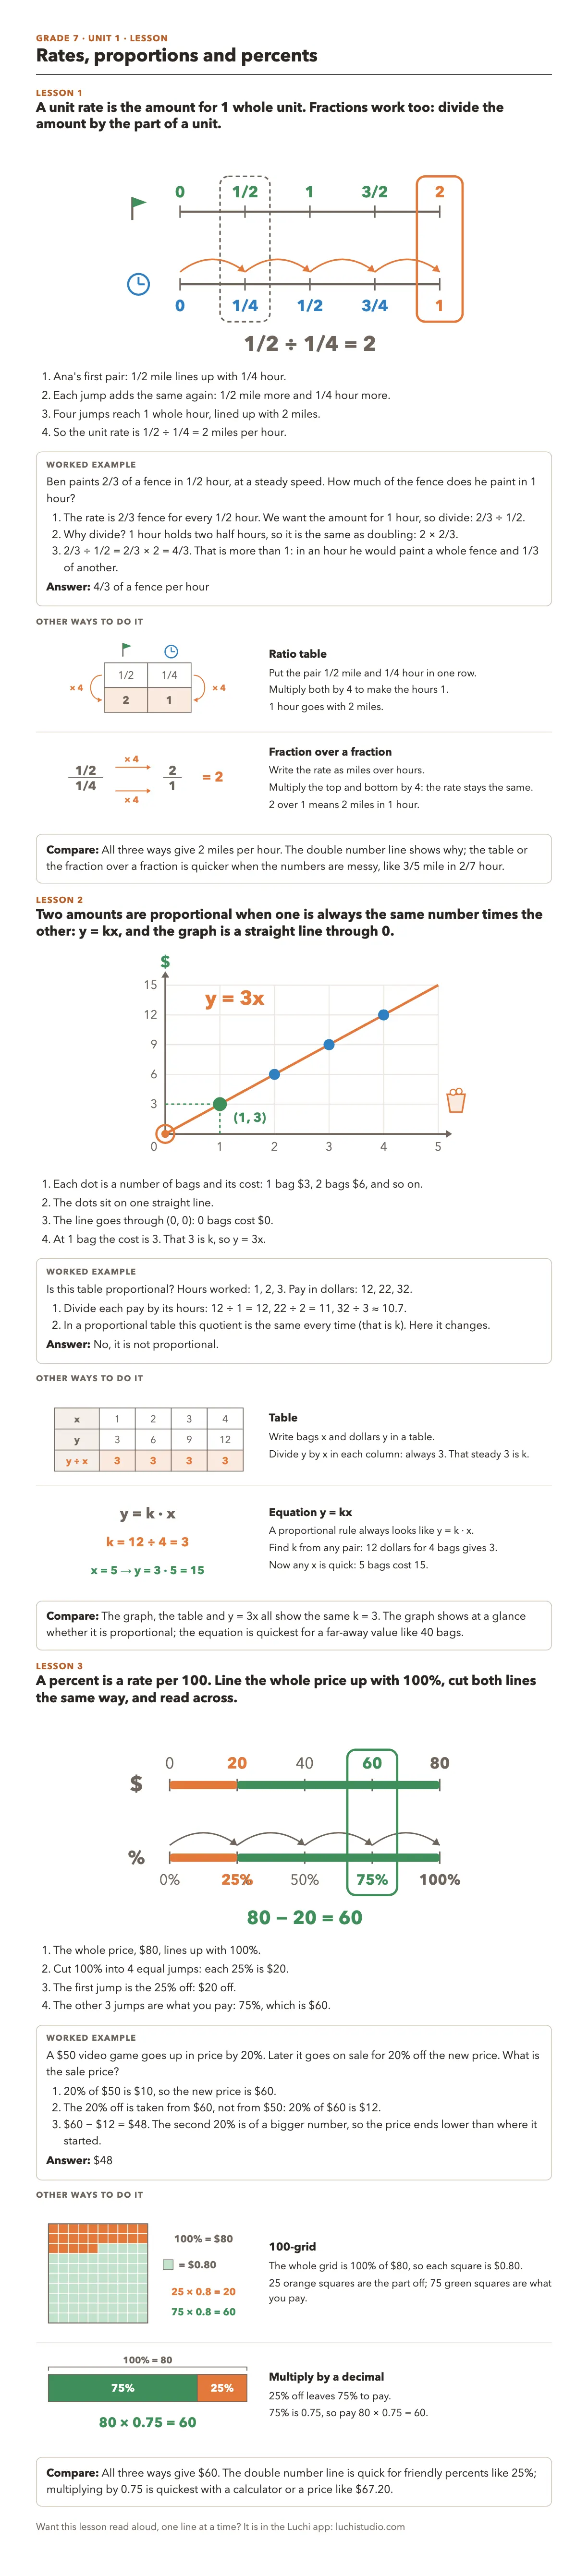 GRADE 7 · UNIT 1 · LESSON
Rates, proportions and percents
LESSON 1
A unit rate is the amount for 1 whole unit. Fractions work too: divide the
amount by the part of a unit.
0 1/2 1 3/2 2
0 1/4 1/2 3/4 1
1/2 ÷ 1/4 = 2
1. Ana's first pair: 1/2 mile lines up with 1/4 hour.
2. Each jump adds the same again: 1/2 mile more and 1/4 hour more.
3. Four jumps reach 1 whole hour, lined up with 2 miles.
4. So the unit rate is 1/2 ÷ 1/4 = 2 miles per hour.
WORKED EXAMPLE
Ben paints 2/3 of a fence in 1/2 hour, at a steady speed. How much of the fence does he paint in 1
hour?
1. The rate is 2/3 fence for every 1/2 hour. We want the amount for 1 hour, so divide: 2/3 ÷ 1/2.
2. Why divide? 1 hour holds two half hours, so it is the same as doubling: 2 × 2/3.
3. 2/3 ÷ 1/2 = 2/3 × 2 = 4/3. That is more than 1: in an hour he would paint a whole fence and 1/3
of another.
Answer: 4/3 of a fence per hour
OTHER WAYS TO DO IT
1/2 1/4
× 4 × 4
2 1
Ratio table
Put the pair 1/2 mile and 1/4 hour in one row.
Multiply both by 4 to make the hours 1.
1 hour goes with 2 miles.
× 4
1/2 2
1/4 1
= 2
× 4
Fraction over a fraction
Write the rate as miles over hours.
Multiply the top and bottom by 4: the rate stays the same.
2 over 1 means 2 miles in 1 hour.
Compare: All three ways give 2 miles per hour. The double number line shows why; the table or
the fraction over a fraction is quicker when the numbers are messy, like 3/5 mile in 2/7 hour.
LESSON 2
Two amounts are proportional when one is always the same number times the
other: y = kx, and the graph is a straight line through 0.
$
15
y = 3x
12
9
6
3
(1, 3)
0 1 2 3 4 5
1. Each dot is a number of bags and its cost: 1 bag $3, 2 bags $6, and so on.
2. The dots sit on one straight line.
3. The line goes through (0, 0): 0 bags cost $0.
4. At 1 bag the cost is 3. That 3 is k, so y = 3x.
WORKED EXAMPLE
Is this table proportional? Hours worked: 1, 2, 3. Pay in dollars: 12, 22, 32.
1. Divide each pay by its hours: 12 ÷ 1 = 12, 22 ÷ 2 = 11, 32 ÷ 3 ≈ 10.7.
2. In a proportional table this quotient is the same every time (that is k). Here it changes.
Answer: No, it is not proportional.
OTHER WAYS TO DO IT
x 1 2 3 4
y 3 6 9 12
y ÷ x 3 3 3 3
Table
Write bags x and dollars y in a table.
Divide y by x in each column: always 3. That steady 3 is k.
y = k · x
k = 12 ÷ 4 = 3
x = 5 → y = 3 · 5 = 15
Equation y = kx
A proportional rule always looks like y = k · x.
Find k from any pair: 12 dollars for 4 bags gives 3.
Now any x is quick: 5 bags cost 15.
Compare: The graph, the table and y = 3x all show the same k = 3. The graph shows at a glance
whether it is proportional; the equation is quickest for a far-away value like 40 bags.
LESSON 3
A percent is a rate per 100. Line the whole price up with 100%, cut both lines
the same way, and read across.
0 20 40 60 80
$
%
0% 25% 50% 75% 100%
80 − 20 = 60
1. The whole price, $80, lines up with 100%.
2. Cut 100% into 4 equal jumps: each 25% is $20.
3. The first jump is the 25% off: $20 off.
4. The other 3 jumps are what you pay: 75%, which is $60.
WORKED EXAMPLE
A $50 video game goes up in price by 20%. Later it goes on sale for 20% off the new price. What is
the sale price?
1. 20% of $50 is $10, so the new price is $60.
2. The 20% off is taken from $60, not from $50: 20% of $60 is $12.
3. $60 − $12 = $48. The second 20% is of a bigger number, so the price ends lower than where it
started.
Answer: $48
OTHER WAYS TO DO IT
100% = $80
= $0.80
25 × 0.8 = 20
75 × 0.8 = 60
100-grid
The whole grid is 100% of $80, so each square is $0.80.
25 orange squares are the part off; 75 green squares are what
you pay.
100% = 80
75% 25%
80 × 0.75 = 60
Multiply by a decimal
25% off leaves 75% to pay.
75% is 0.75, so pay 80 × 0.75 = 60.
Compare: All three ways give $60. The double number line is quick for friendly percents like 25%;
multiplying by 0.75 is quickest with a calculator or a price like $67.20.
Want this lesson read aloud, one line at a time? It is in the Luchi app: luchistudio.com